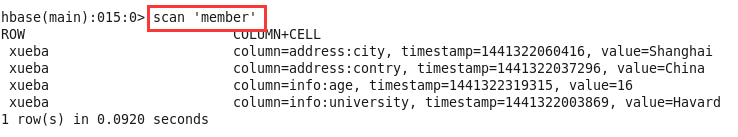 hbase(main):015:0> scan 'member'
ROW COLUMN+CELL
xueba column=address:city, timestamp=1441322060416, value=Shanghai
xueba column=address:contry, timestamp=1441322037296, value=China
xueba column=info:age, timestamp=1441322319315, value=16
xueba column=info:university, timestamp=1441322003869, value=Havard
1 row(s) in 0.0920 seconds